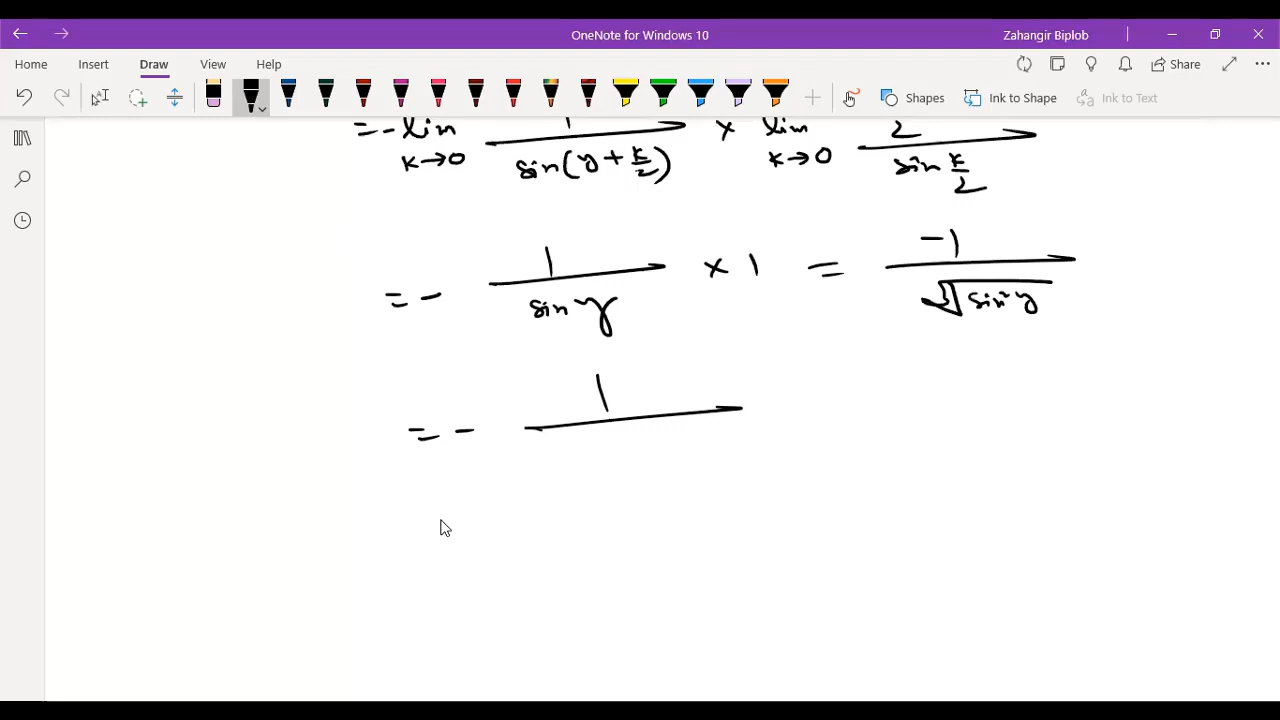 OneNote for Windows 10
Zahangir Biplob
Home Insert Draw View Help
Share
Shapes Ink to Shape Ink to Text
= - lim 1 × lim 2
k→0 sin(y + k/2) k→0 sin k/2
= - 1/sin y × 1 = -1/√sin²y
= - 1